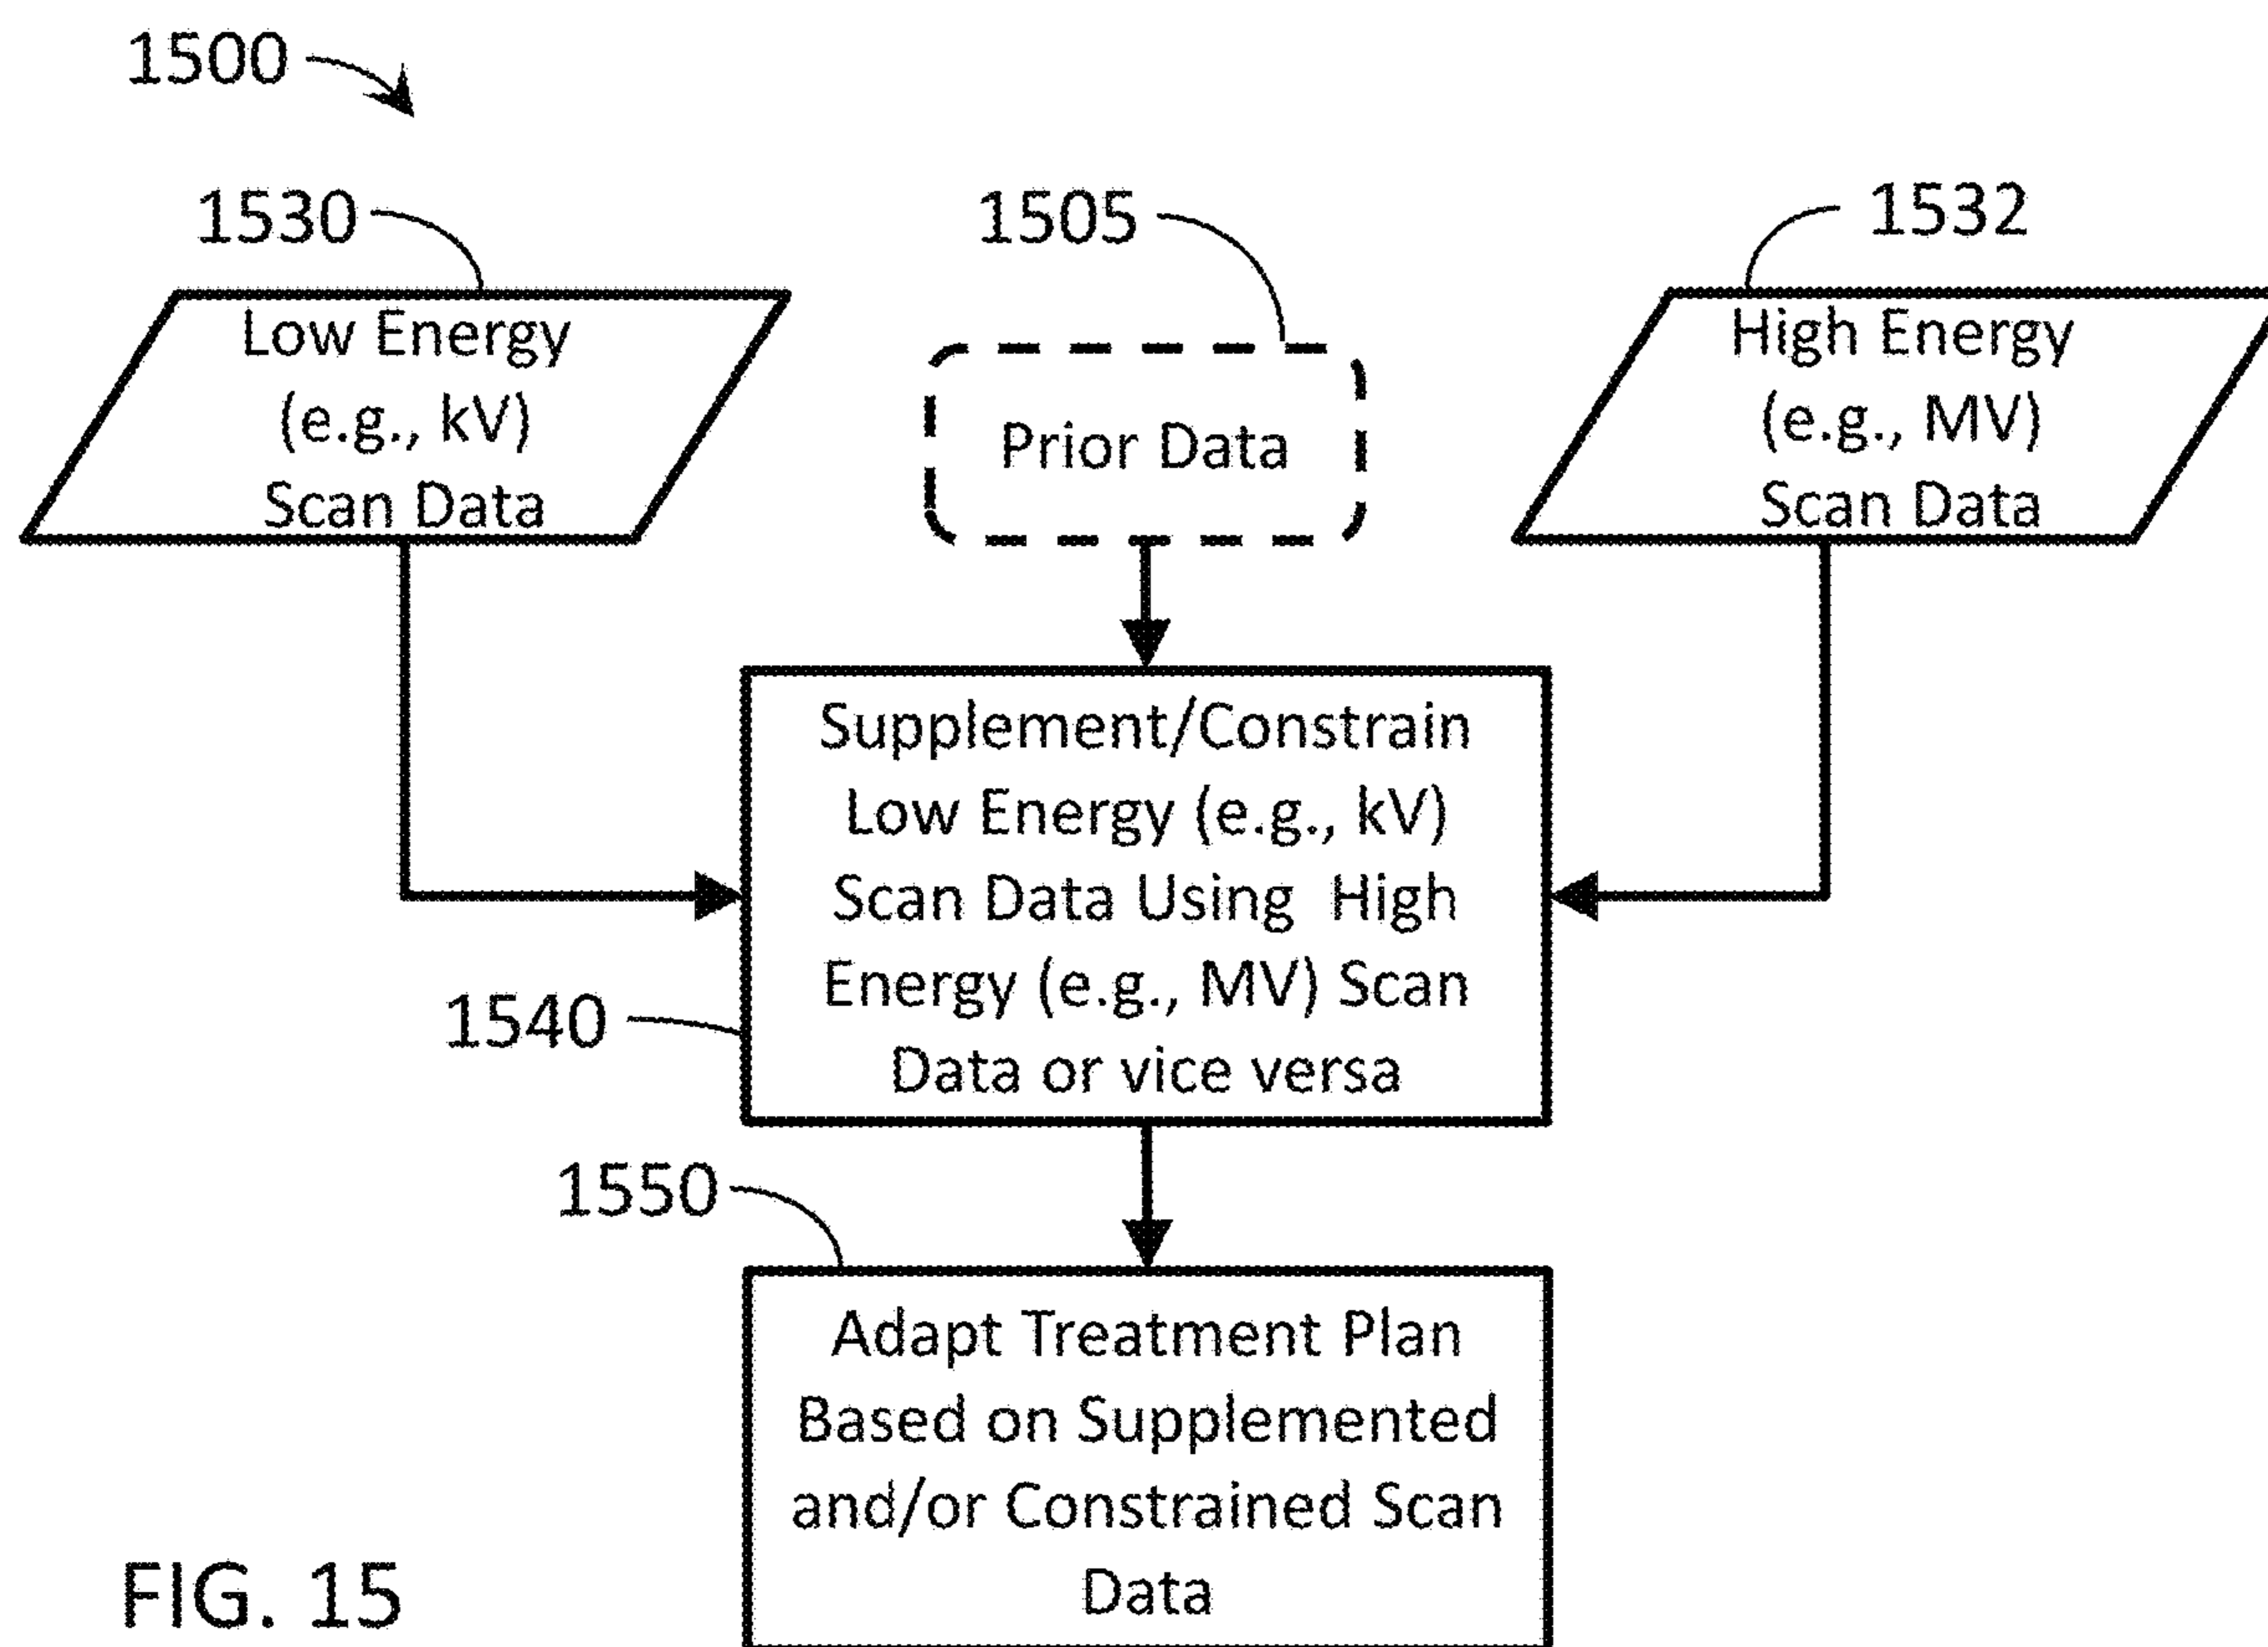 1500
1530
1505
1532
Low Energy
(e.g., kV)
Scan Data
Prior Data
High Energy
(e.g., MV)
Scan Data
Supplement/Constrain
Low Energy (e.g., kV)
Scan Data Using High
Energy (e.g., MV) Scan
Data or vice versa
1540
1550
Adapt Treatment Plan
Based on Supplemented
and/or Constrained Scan
Data
FIG. 15